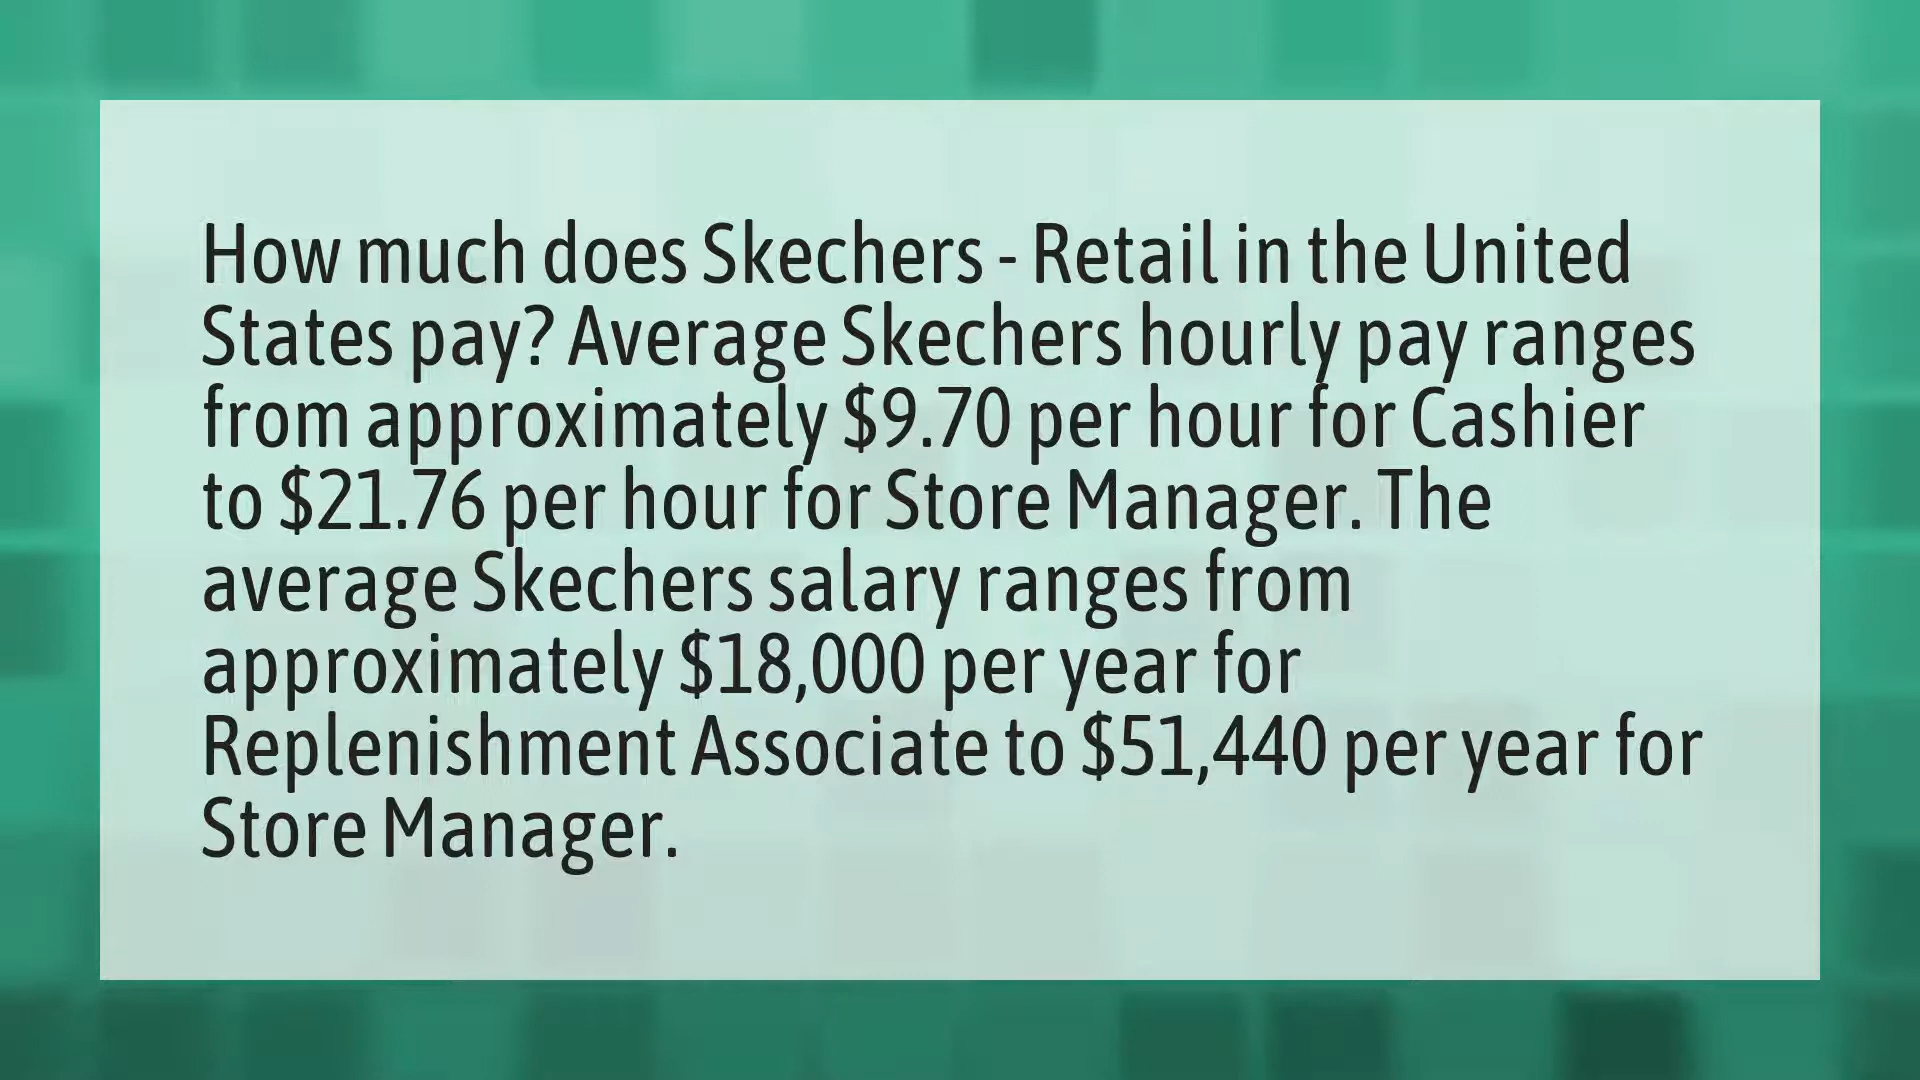 How much does Skechers - Retail in the United
States pay? Average Skechers hourly pay ranges
from approximately $9.70 per hour for Cashier
to $21.76 per hour for Store Manager. The
average Skechers salary ranges from
approximately $18,000 per year for
Replenishment Associate to $51,440 per year for
Store Manager.